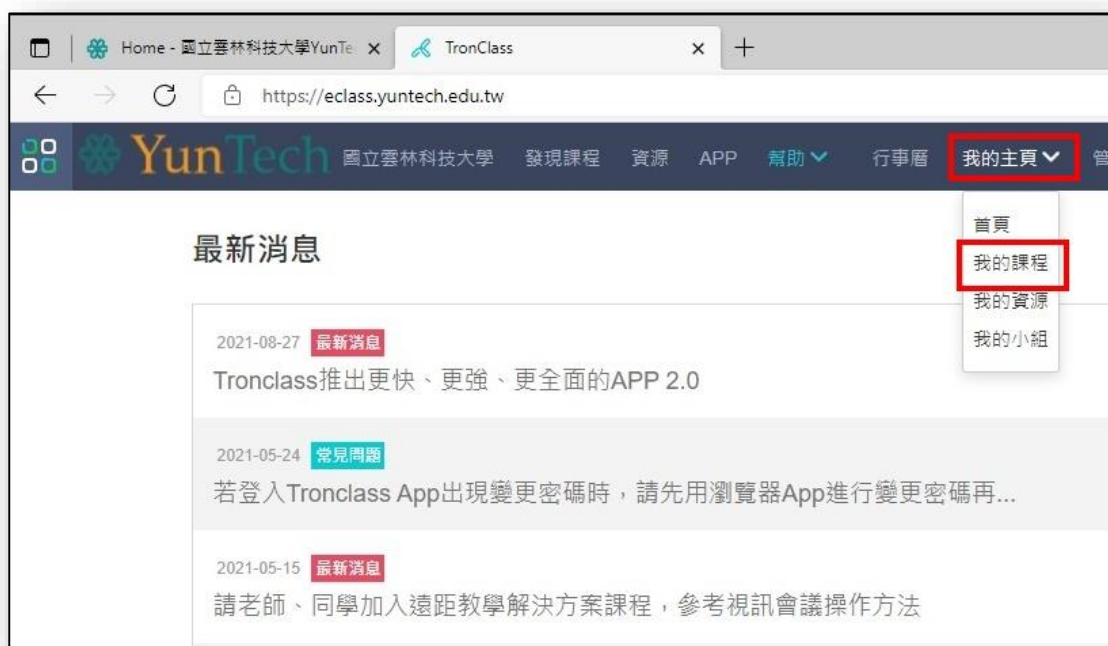 Home - 國立雲林科技大學YunTe
TronClass
https://eclass.yuntech.edu.tw
YunTech 國立雲林科技大學 發現課程 資源 APP 幫助 行事曆 我的主頁 管
首頁
我的課程
我的資源
我的小組
最新消息
2021-08-27 最新消息
Tronclass推出更快、更強、更全面的APP 2.0
2021-05-24 常見問題
若登入Tronclass App出現變更密碼時，請先用瀏覽器App進行變更密碼再...
2021-05-15 最新消息
請老師、同學加入遠距教學解決方案課程，參考視訊會議操作方法